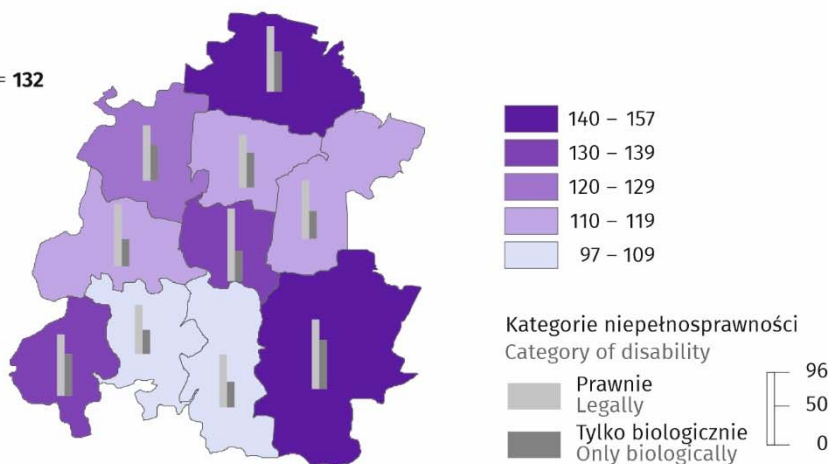 = 132
140 – 157
130 – 139
120 – 129
110 – 119
97 – 109
Kategorie niepełnosprawności
Category of disability
Prawnie
Legally
Tylko biologicznie
Only biologically
96
50
0